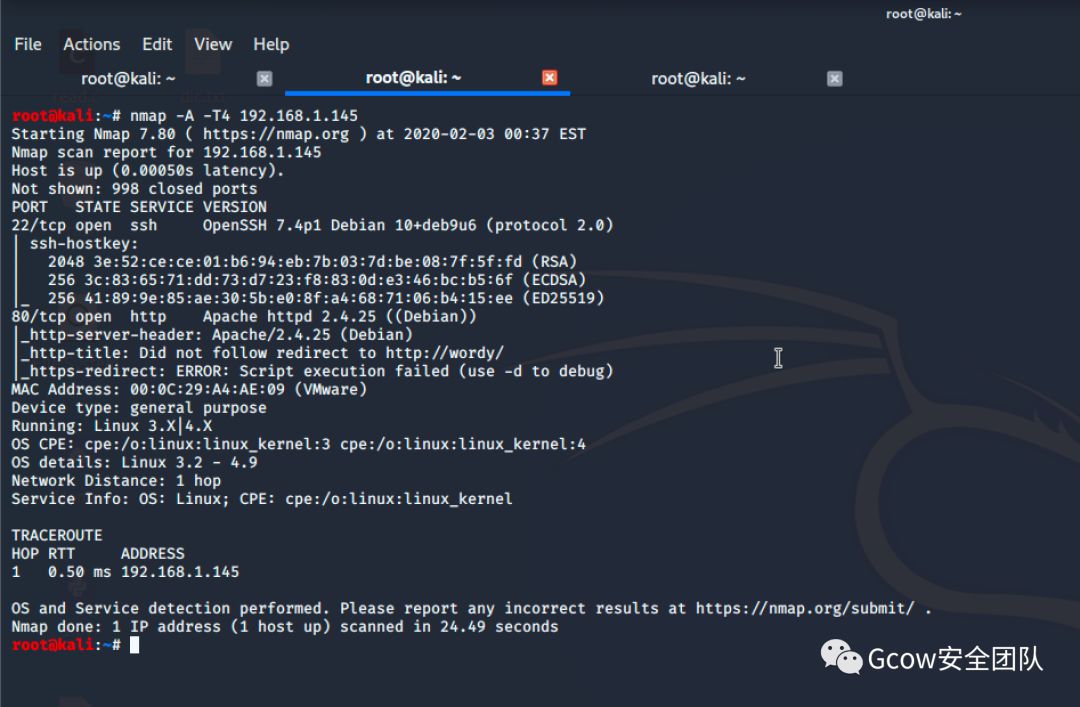 root@kali: ~
File Actions Edit View Help
root@kali: ~ root@kali: ~ root@kali: ~
root@kali:~# nmap -A -T4 192.168.1.145
Starting Nmap 7.80 ( https://nmap.org ) at 2020-02-03 00:37 EST
Nmap scan report for 192.168.1.145
Host is up (0.00050s latency).
Not shown: 998 closed ports
PORT   STATE SERVICE VERSION
22/tcp open  ssh     OpenSSH 7.4p1 Debian 10+deb9u6 (protocol 2.0)
| ssh-hostkey:
|   2048 3e:52:ce:ce:01:b6:94:eb:7b:03:7d:be:08:7f:5f:fd (RSA)
|   256 3c:83:65:71:dd:73:d7:23:f8:83:0d:e3:46:bc:b5:6f (ECDSA)
|_  256 41:89:9e:85:ae:30:5b:e0:8f:a4:68:71:06:b4:15:ee (ED25519)
80/tcp open  http    Apache httpd 2.4.25 ((Debian))
|_http-server-header: Apache/2.4.25 (Debian)
|_http-title: Did not follow redirect to http://wordy/
|_https-redirect: ERROR: Script execution failed (use -d to debug)
MAC Address: 00:0C:29:A4:AE:09 (VMware)
Device type: general purpose
Running: Linux 3.X|4.X
OS CPE: cpe:/o:linux:linux_kernel:3 cpe:/o:linux:linux_kernel:4
OS details: Linux 3.2 - 4.9
Network Distance: 1 hop
Service Info: OS: Linux; CPE: cpe:/o:linux:linux_kernel
TRACEROUTE
HOP RTT     ADDRESS
1   0.50 ms 192.168.1.145
OS and Service detection performed. Please report any incorrect results at https://nmap.org/submit/ .
Nmap done: 1 IP address (1 host up) scanned in 24.49 seconds
root@kali:~#
Gcow安全团队